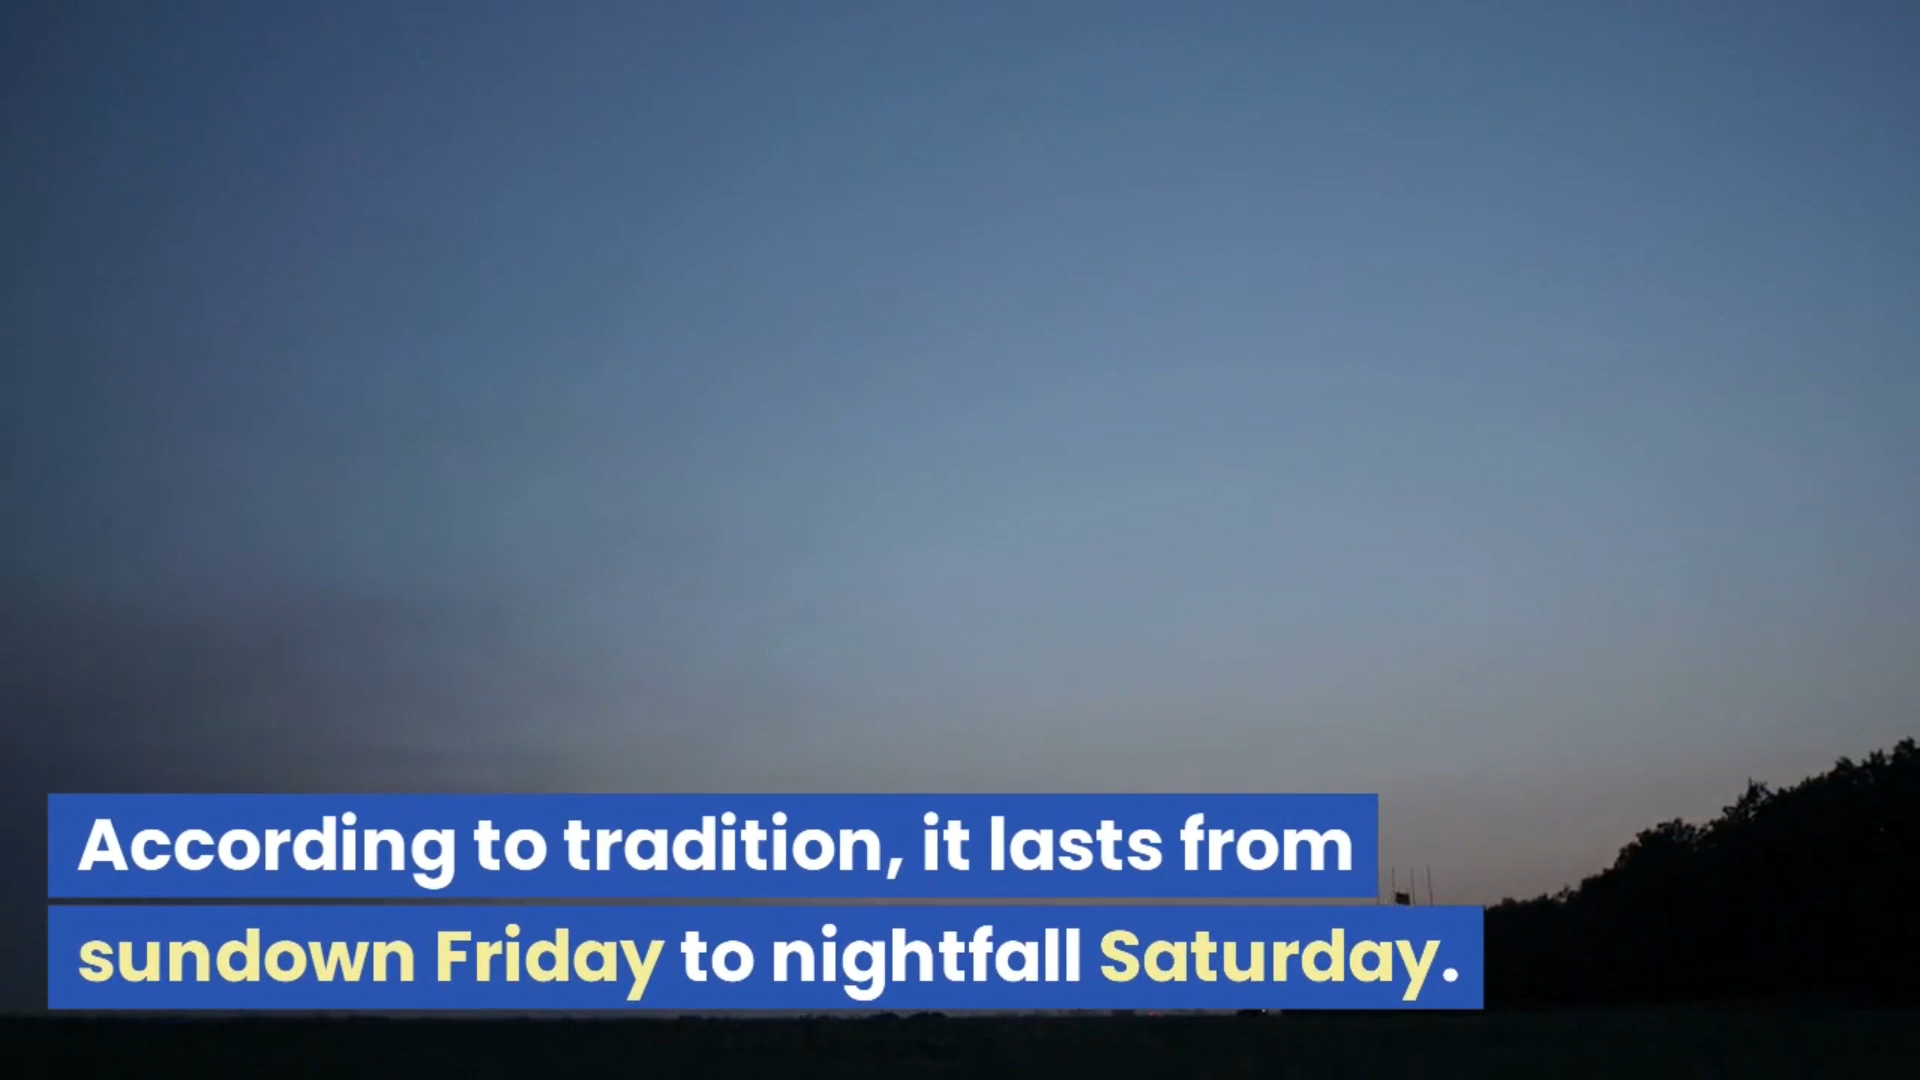 According to tradition, it lasts from
sundown Friday to nightfall Saturday.